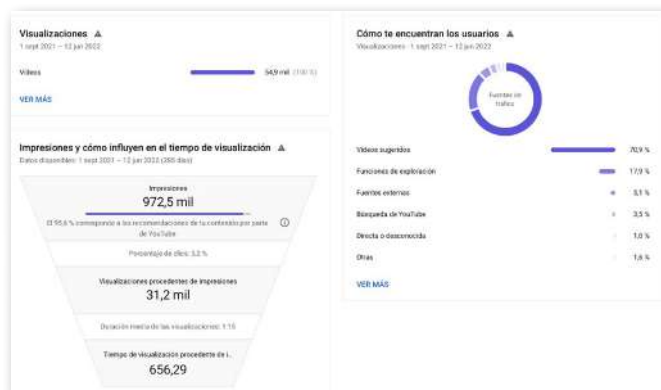 Visualizaciones
1 sept 2021 – 12 jun 2022
Vídeos 54,9 mil (100 %)
VER MÁS
Impresiones y cómo influyen en el tiempo de visualización
Datos disponibles: 1 sept 2021 – 12 jun 2022 (285 días)
Impresiones
972,5 mil
El 95,6 % correspondió a las recomendaciones de tu contenido por parte
de YouTube
Porcentaje de clics: 3,2 %
Visualizaciones procedentes de impresiones
31,2 mil
Duración media de las visualizaciones: 1:15
Tiempo de visualización procedente de i...
656,29
Cómo te encuentran los usuarios
Visualizaciones · 1 sept 2021 – 12 jun 2022
Fuentes de
tráfico
Vídeos sugeridos 70,9 %
Funciones de exploración 17,9 %
Fuentes externas 5,1 %
Búsqueda de YouTube 3,5 %
Directa o desconocida 1,0 %
Otras 1,6 %
VER MÁS